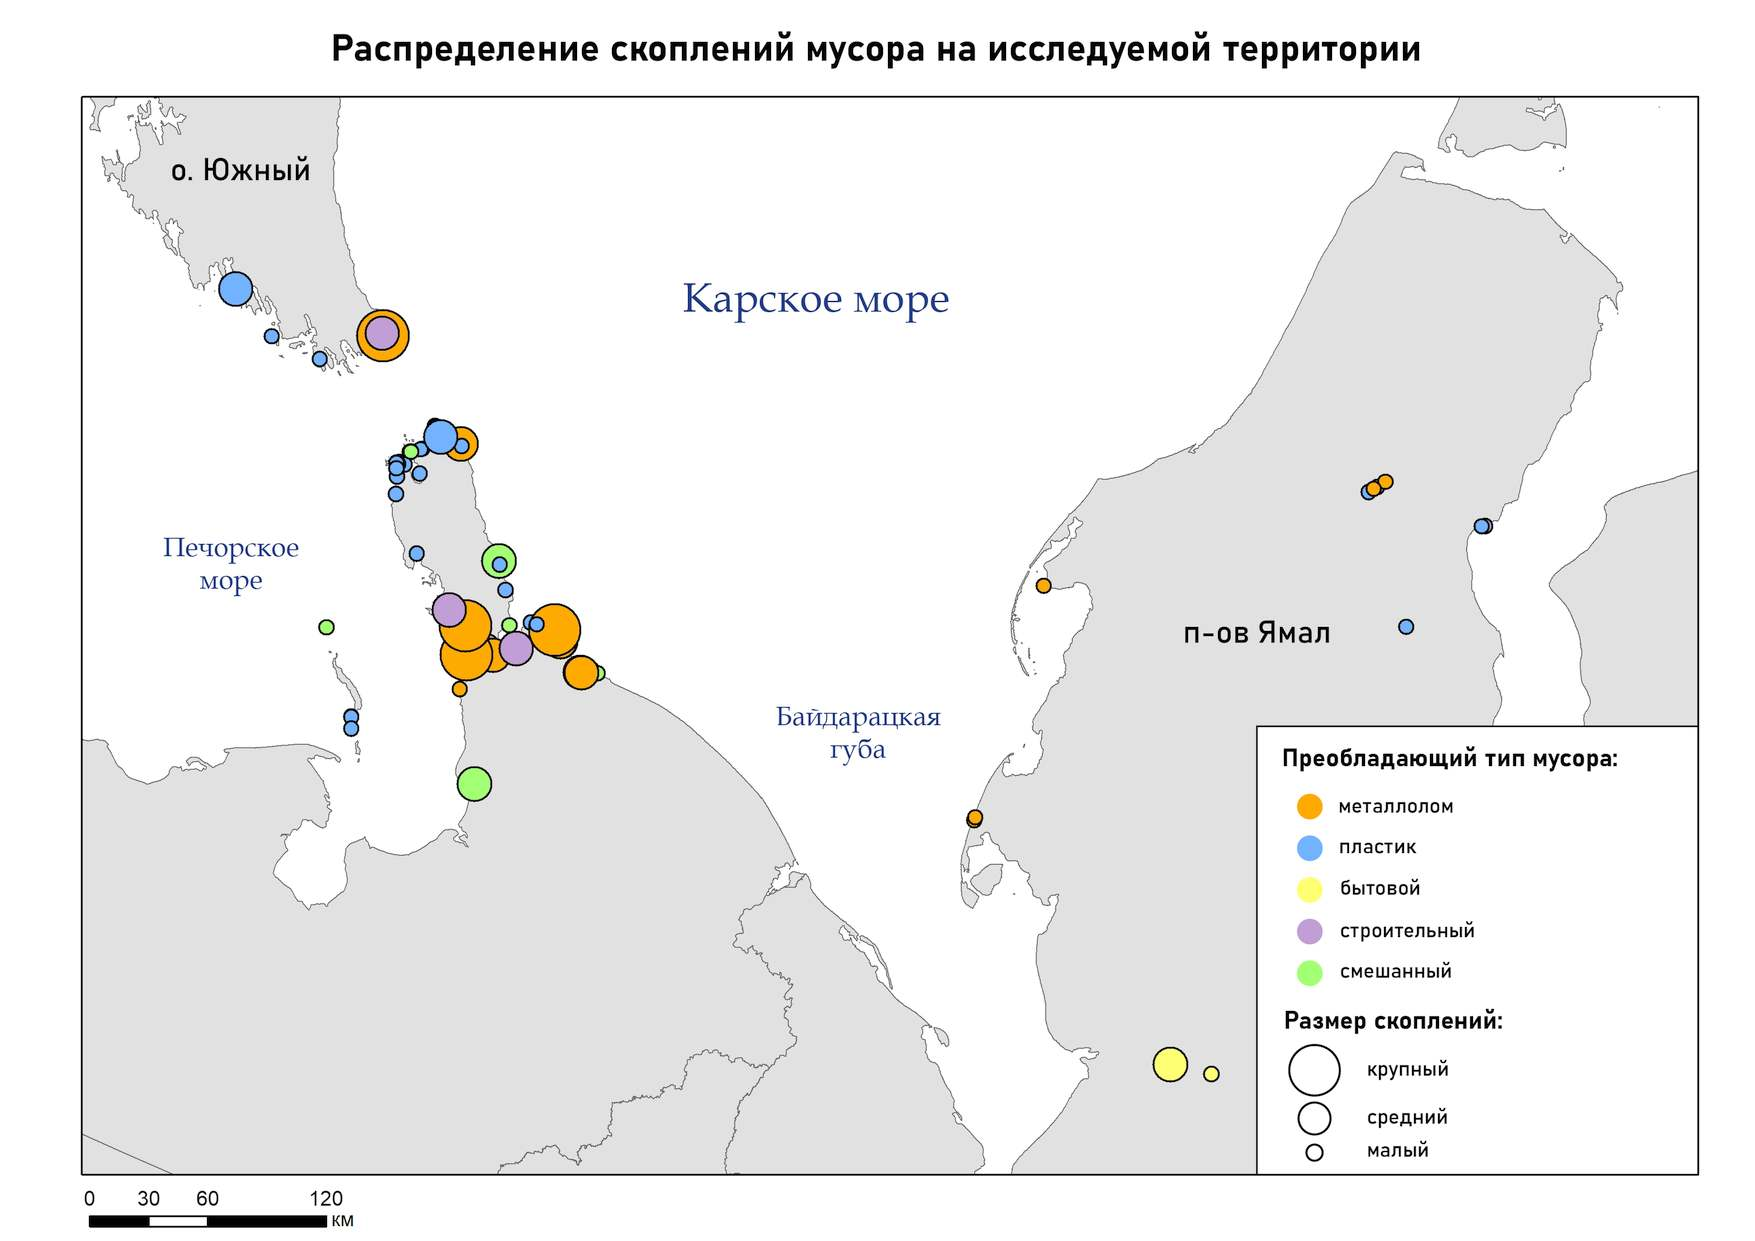 Распределение скоплений мусора на исследуемой территории
о. Южный
Карское море
Печорское
море
п-ов Ямал
Байдарацкая
губа
Преобладающий тип мусора:
металлолом
пластик
бытовой
строительный
смешанный
Размер скоплений:
крупный
средний
малый
0 30 60 120
км